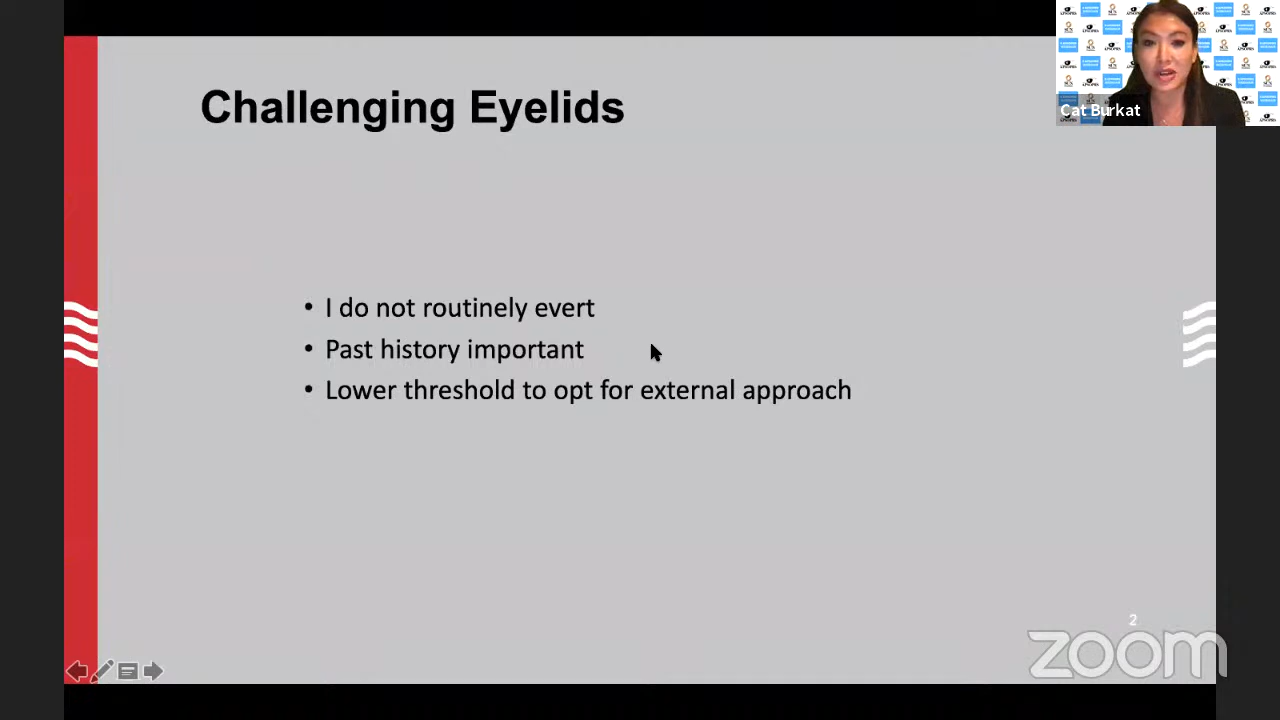 Challenging Eyelids
Cat Burkat
• I do not routinely evert
• Past history important
• Lower threshold to opt for external approach
2
zoom